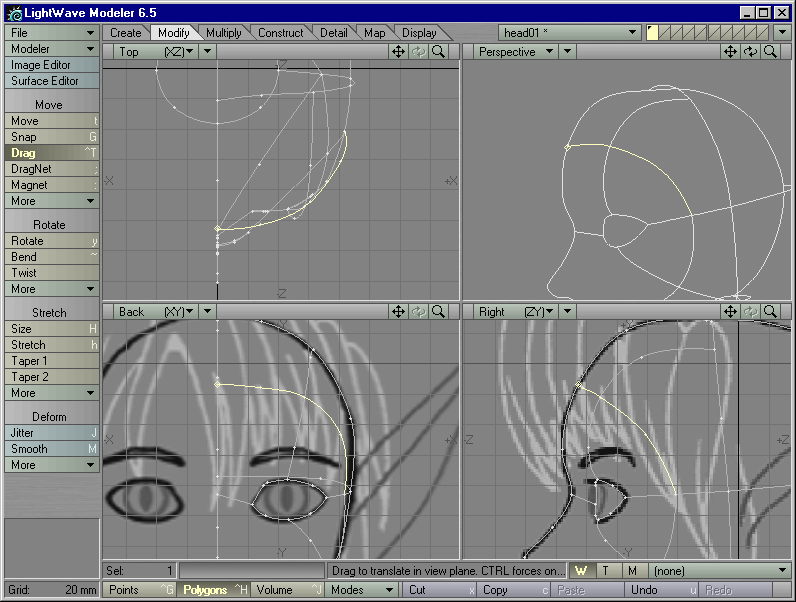 LightWave Modeler 6.5
File
Create Modify Multiply Construct Detail Map Display
head01 *
Modeler
Image Editor
Surface Editor
Move
Move t
Snap G
Drag ^T
DragNet ;
Magnet :
More
Rotate
Rotate y
Bend ~
Twist
More
Stretch
Size H
Stretch h
Taper 1
Taper 2
More
Deform
Jitter J
Smooth M
More
Top (XZ)
Perspective
Z
-X
+X
-Z
Back (XY)
Right (ZY)
Y
-X
+X
-Y
Y
-Z
+Z
-Y
Sel: 1
Drag to translate in view plane. CTRL forces on...
W T M (none)
Grid: 20 mm
Points ^G Polygons ^H Volume ^J Modes Cut x Copy c Paste v Undo u Redo